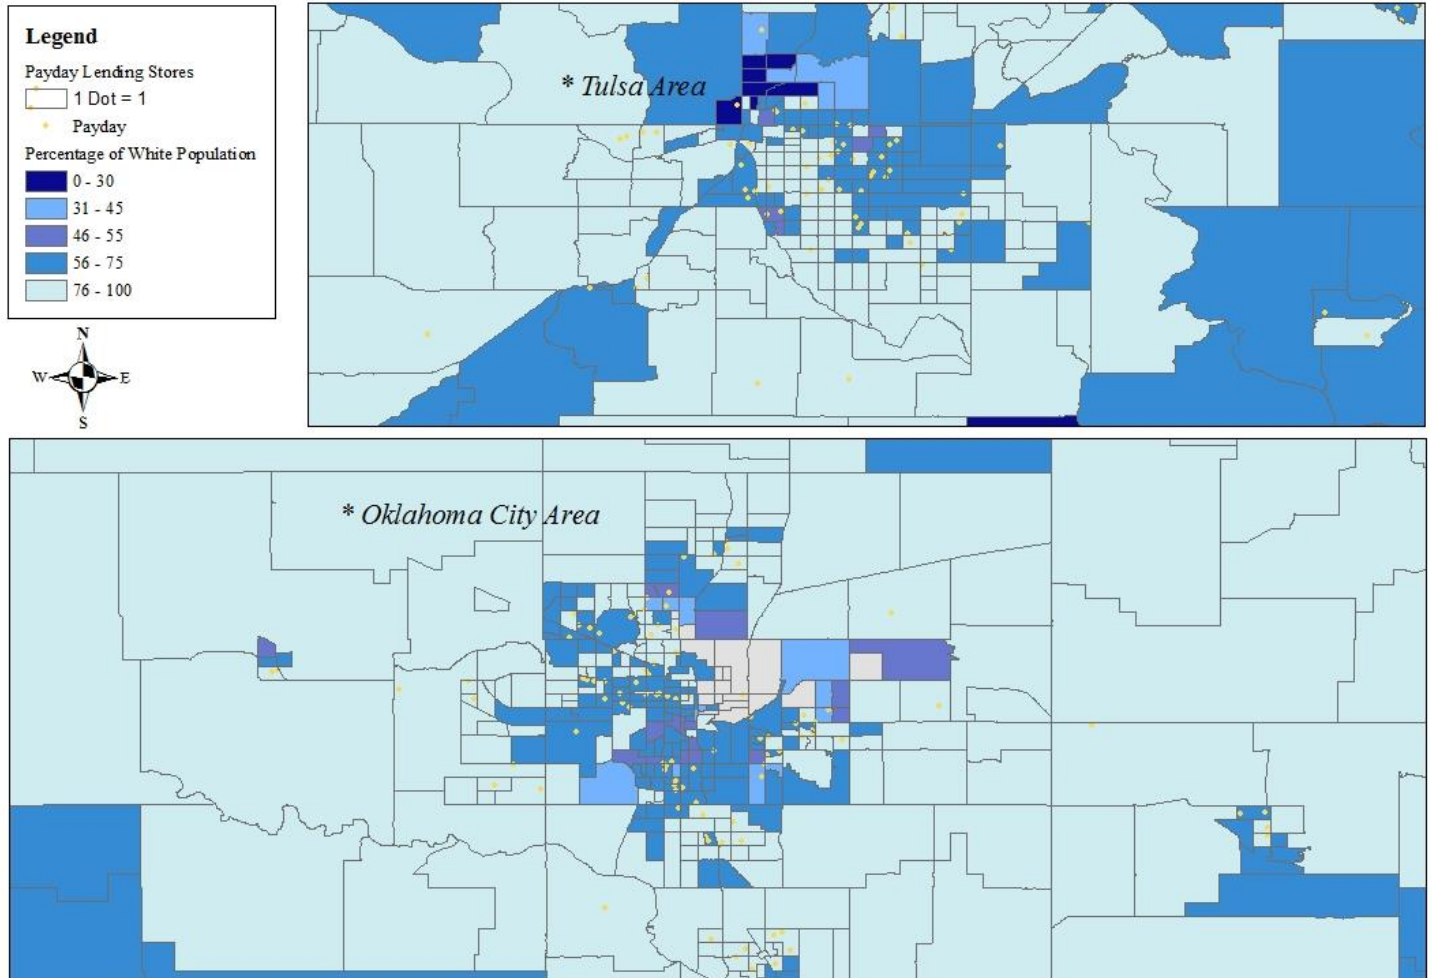 Legend
Payday Lending Stores
1 Dot = 1
Payday
Percentage of White Population
0 - 30
31 - 45
46 - 55
56 - 75
76 - 100
N
W E
S
* Tulsa Area
* Oklahoma City Area